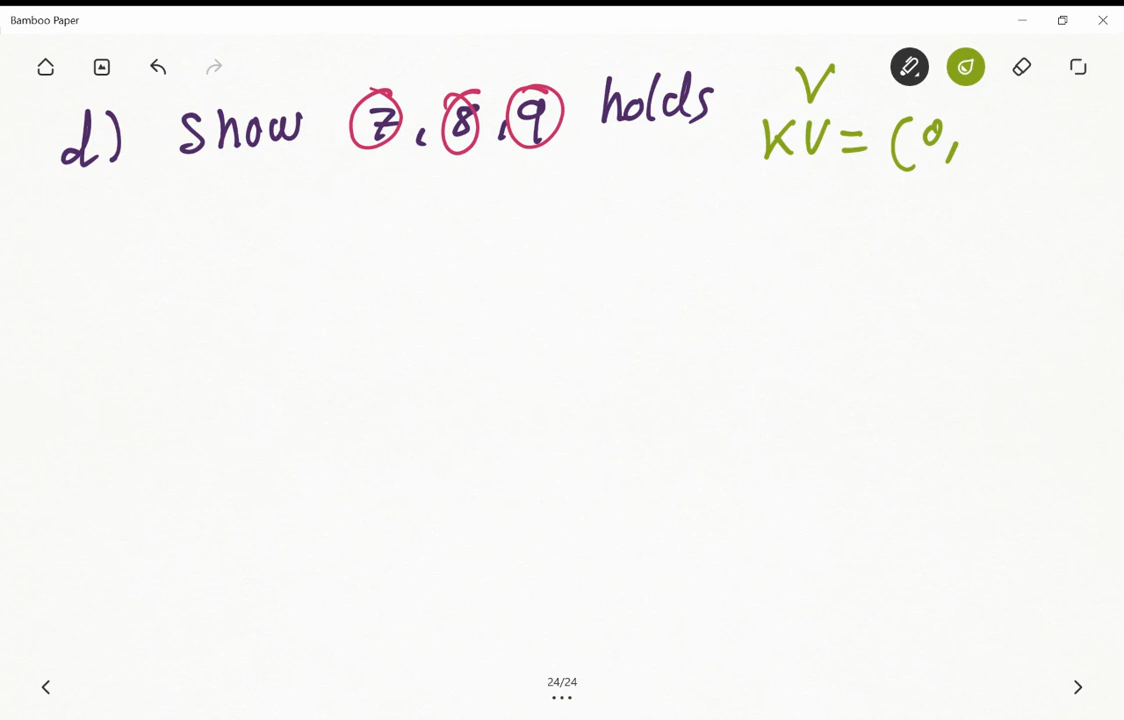 Bamboo Paper
d) show 7, 8, 9 holds
V
KV = (0,
24/24